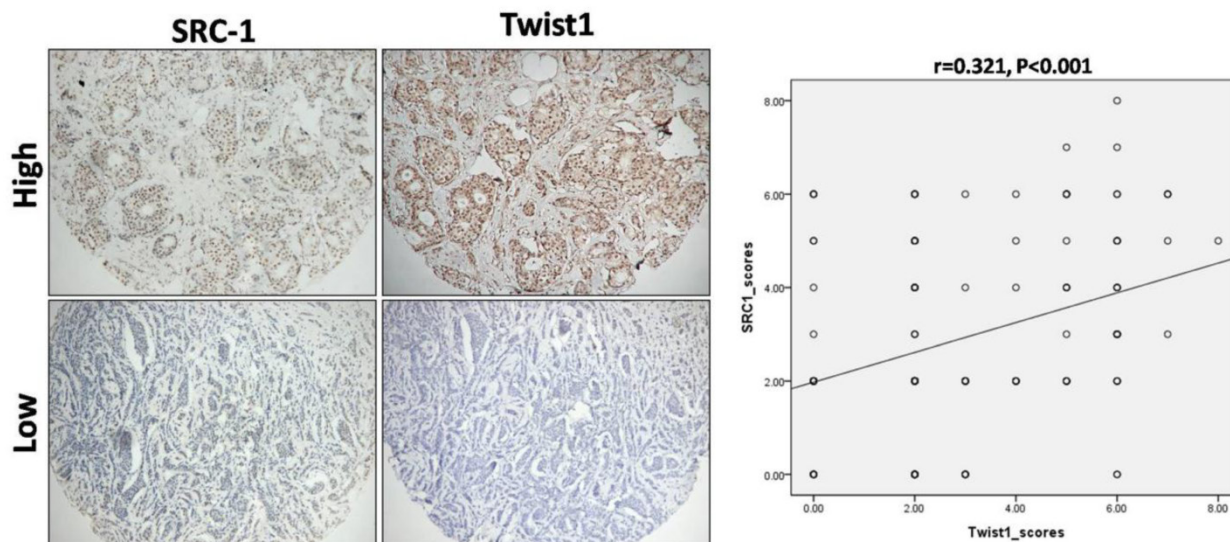 SRC-1
Twist1
High
Low
r=0.321, P<0.001
8.00
6.00
4.00
2.00
0.00
SRC1_scores
0.00 2.00 4.00 6.00 8.00
Twist1_scores